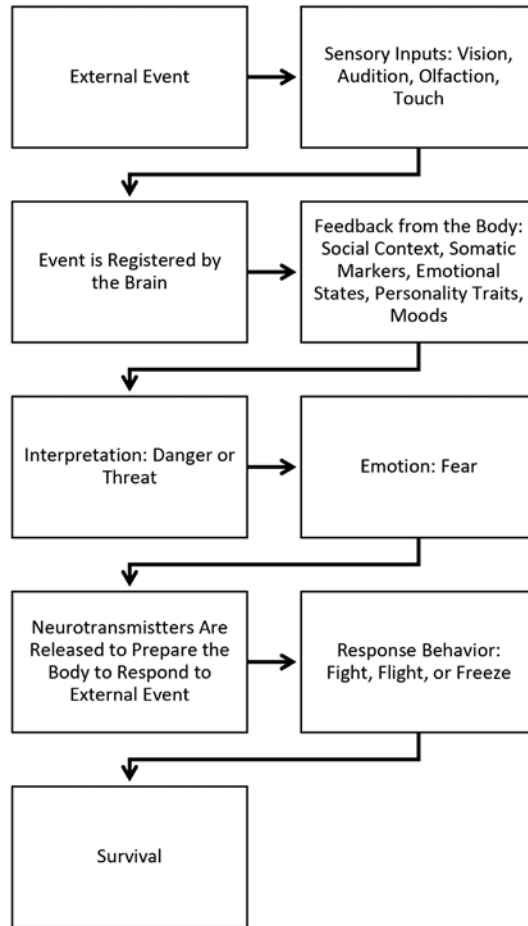 External Event
Sensory Inputs: Vision,
Audition, Olfaction,
Touch
Event is Registered by
the Brain
Feedback from the Body:
Social Context, Somatic
Markers, Emotional
States, Personality Traits,
Moods
Interpretation: Danger or
Threat
Emotion: Fear
Neurotransmistters Are
Released to Prepare the
Body to Respond to
External Event
Response Behavior:
Fight, Flight, or Freeze
Survival